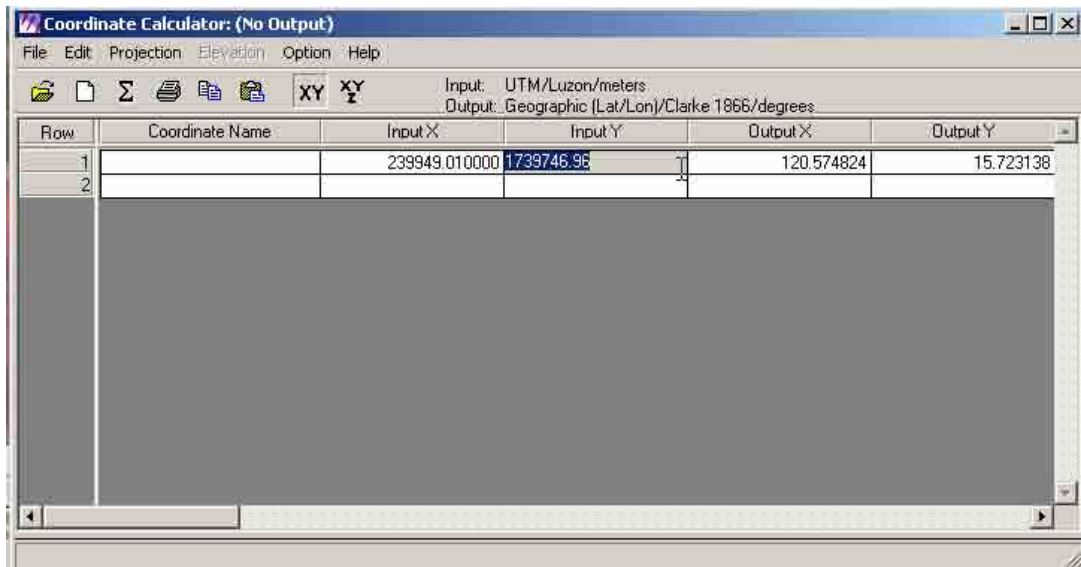 Coordinate Calculator: (No Output)
File Edit Projection Elevation Option Help
Σ XY XYZ Input: UTM/Luzon/meters
Output: Geographic (Lat/Lon)/Clarke 1866/degrees
Row Coordinate Name Input X Input Y Output X Output Y
1 239949.010000 1739746.96 120.574824 15.723138
2